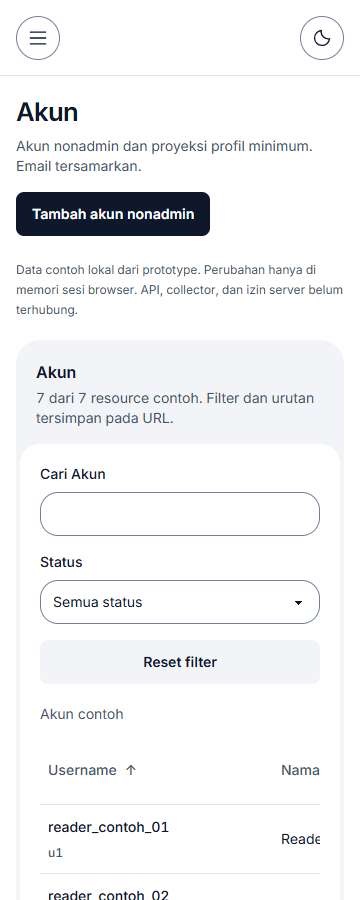 Akun
Akun nonadmin dan proyeksi profil minimum.
Email tersamarkan.
Tambah akun nonadmin
Data contoh lokal dari prototype. Perubahan hanya di
memori sesi browser. API, collector, dan izin server belum
terhubung.
Akun
7 dari 7 resource contoh. Filter dan urutan
tersimpan pada URL.
Cari Akun
Status
Semua status
Reset filter
Akun contoh
Username ↑ Nama
reader_contoh_01 Reade
u1
reader_contoh_02